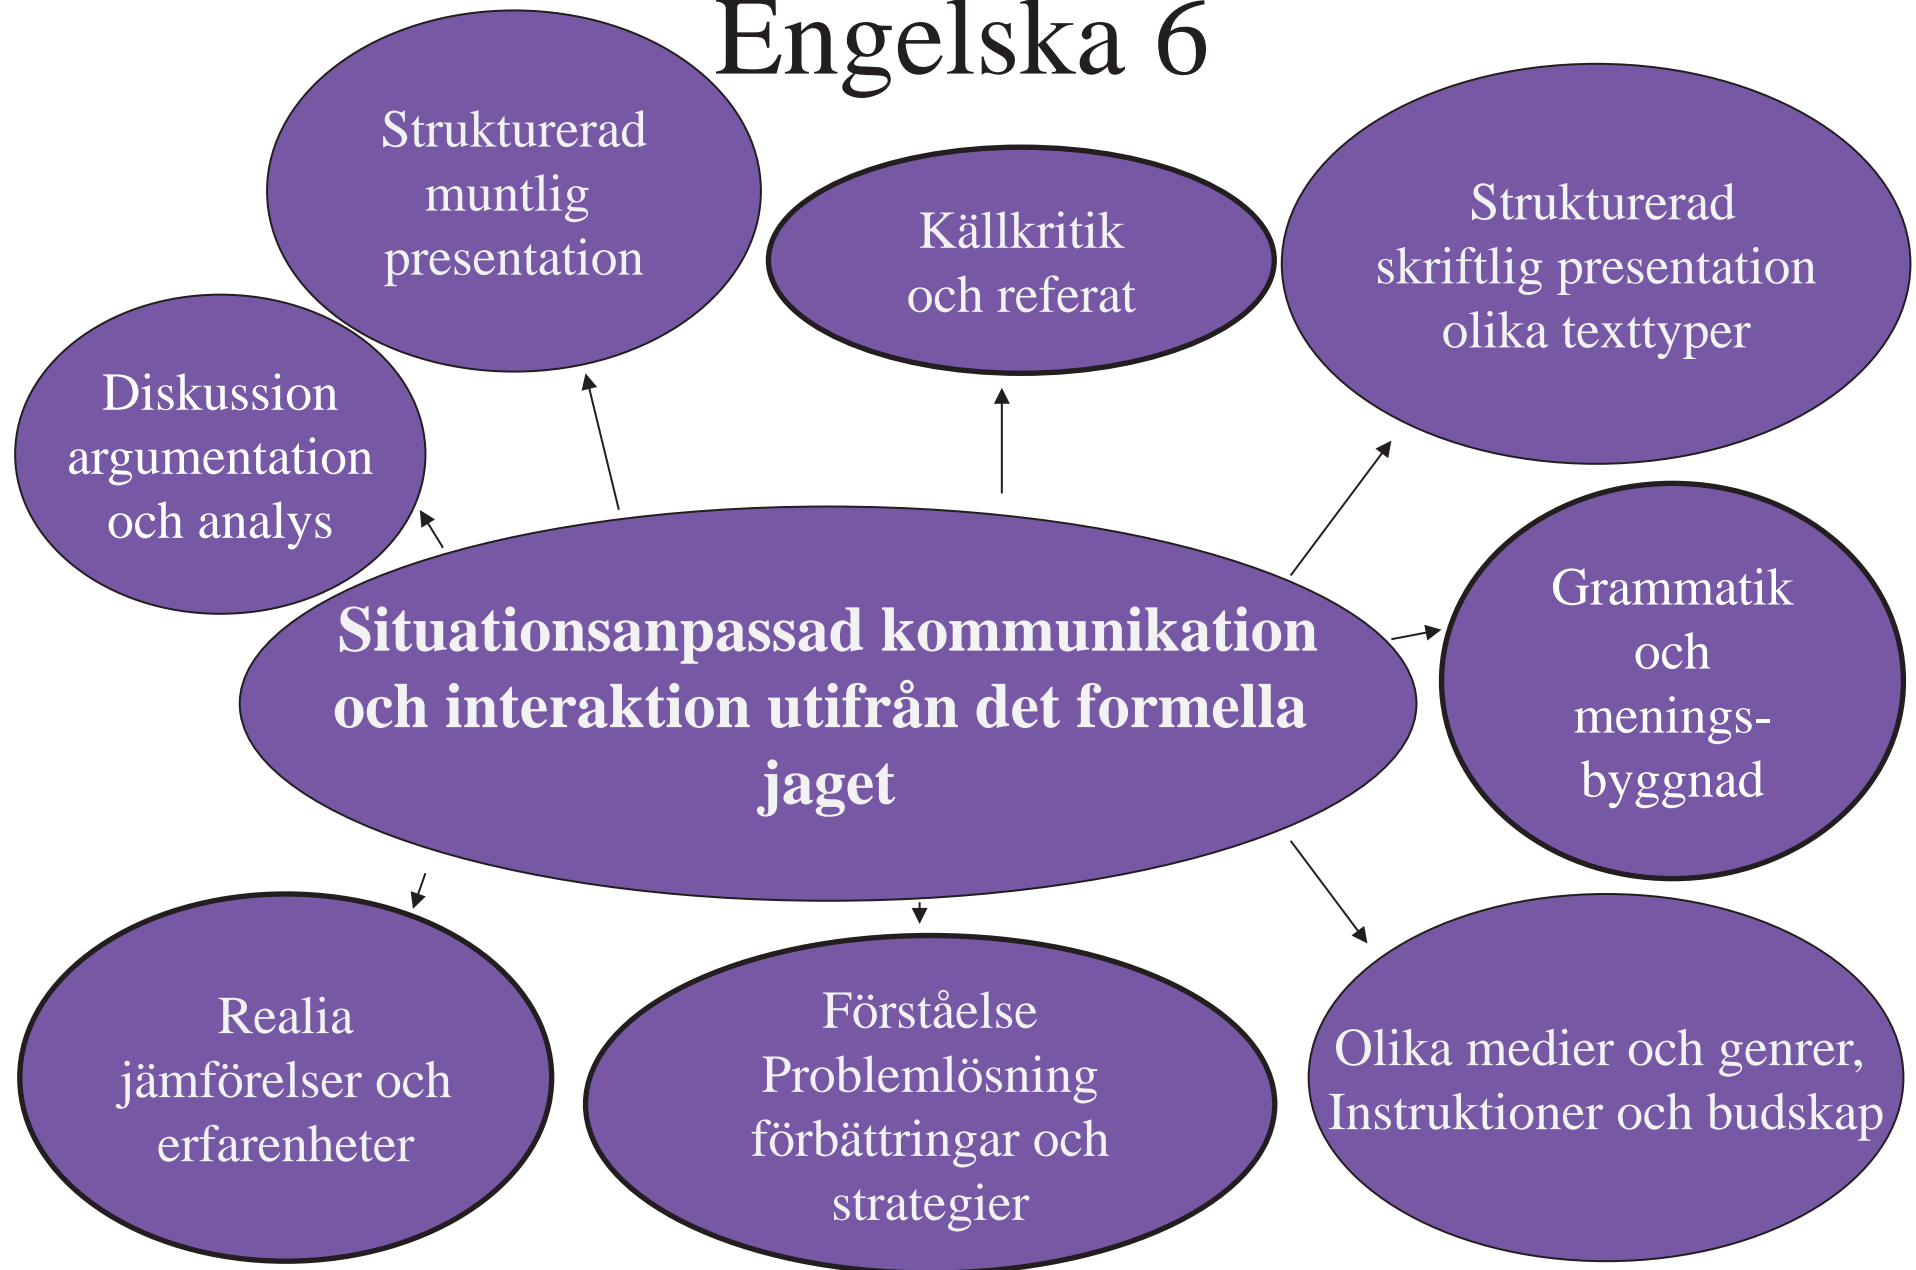 Engelska 6
Strukturerad
muntlig
presentation
Källkritik
och referat
Strukturerad
skriftlig presentation
olika texttyper
Diskussion
argumentation
och analys
Situationsanpassad kommunikation
och interaktion utifrån det formella
jaget
Grammatik
och
menings-
byggnad
Realia
jämförelser och
erfarenheter
Förståelse
Problemlösning
förbättringar och
strategier
Olika medier och genrer,
Instruktioner och budskap